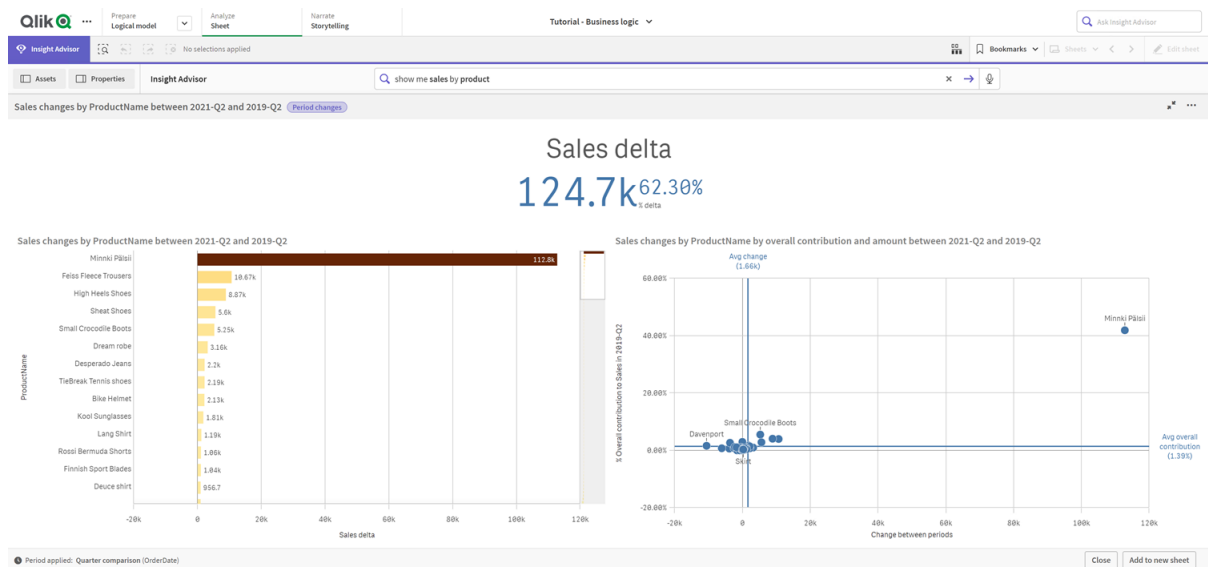 Qlik
Prepare
Logical model
Analyze
Sheet
Narrate
Storytelling
Tutorial - Business logic
Ask Insight Advisor
Insight Advisor
No selections applied
Bookmarks
Sheets
Edit sheet
Assets
Properties
Insight Advisor
show me sales by product
Sales changes by ProductName between 2021-Q2 and 2019-Q2
Period changes
Sales delta
124.7k
62.30%
% delta
Sales changes by ProductName between 2021-Q2 and 2019-Q2
ProductName
Minnki Pälsii
112.8k
Feiss Fleece Trousers
10.67k
High Heels Shoes
8.87k
Sheat Shoes
5.6k
Small Crocodile Boots
5.25k
Dream robe
3.16k
Desperado Jeans
2.2k
TieBreak Tennis shoes
2.19k
Bike Helmet
2.13k
Kool Sunglasses
1.81k
Lang Shirt
1.19k
Rossi Bermuda Shorts
1.06k
Finnish Sport Blades
1.04k
Deuce shirt
956.7
-20k 0 20k 40k 60k 80k 100k 120k
Sales delta
Sales changes by ProductName by overall contribution and amount between 2021-Q2 and 2019-Q2
Avg change
(1.66k)
% Overall contribution to Sales in 2019-Q2
60.00%
40.00%
20.00%
0.00%
-20.00%
Minnki Pälsii
Small Crocodile Boots
Davenport
Skirt
Avg overall
contribution
(1.39%)
-20k 0 20k 40k 60k 80k 100k 120k
Change between periods
Period applied: Quarter comparison (OrderDate)
Close
Add to new sheet